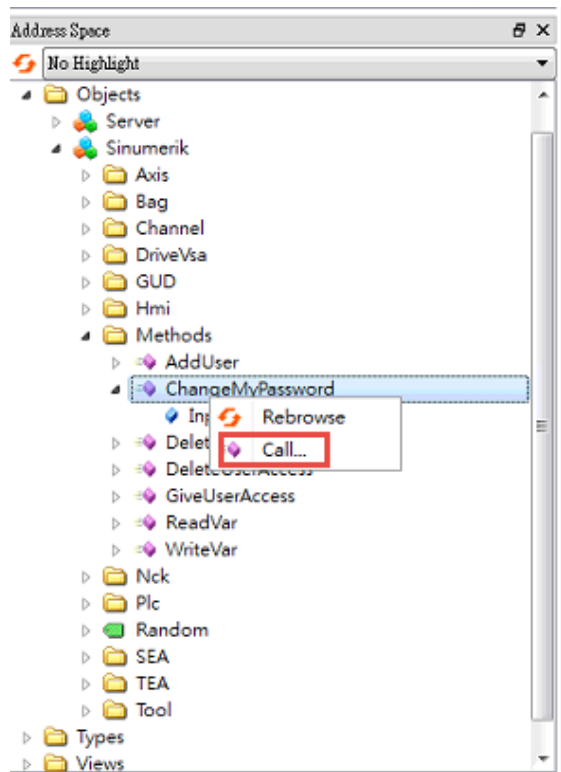 Address Space
No Highlight
Objects
Server
Sinumerik
Axis
Bag
Channel
DriveVsa
GUD
Hmi
Methods
AddUser
ChangeMyPassword
Rebrowse
Call...
GiveUserAccess
ReadVar
WriteVar
Nck
Plc
Random
SEA
TEA
Tool
Types
Views